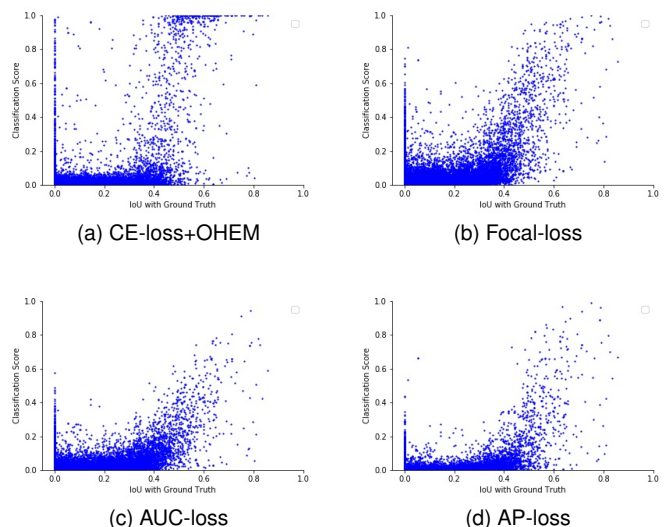 1.0
0.8
0.6
0.4
0.2
0.0
Classification Score
0.0 0.2 0.4 0.6 0.8 1.0
IoU with Ground Truth
(a) CE-loss+OHEM
1.0
0.8
0.6
0.4
0.2
0.0
Classification Score
0.0 0.2 0.4 0.6 0.8 1.0
IoU with Ground Truth
(b) Focal-loss
1.0
0.8
0.6
0.4
0.2
0.0
Classification Score
0.0 0.2 0.4 0.6 0.8 1.0
IoU with Ground Truth
(c) AUC-loss
1.0
0.8
0.6
0.4
0.2
0.0
Classification Score
0.0 0.2 0.4 0.6 0.8 1.0
IoU with Ground Truth
(d) AP-loss